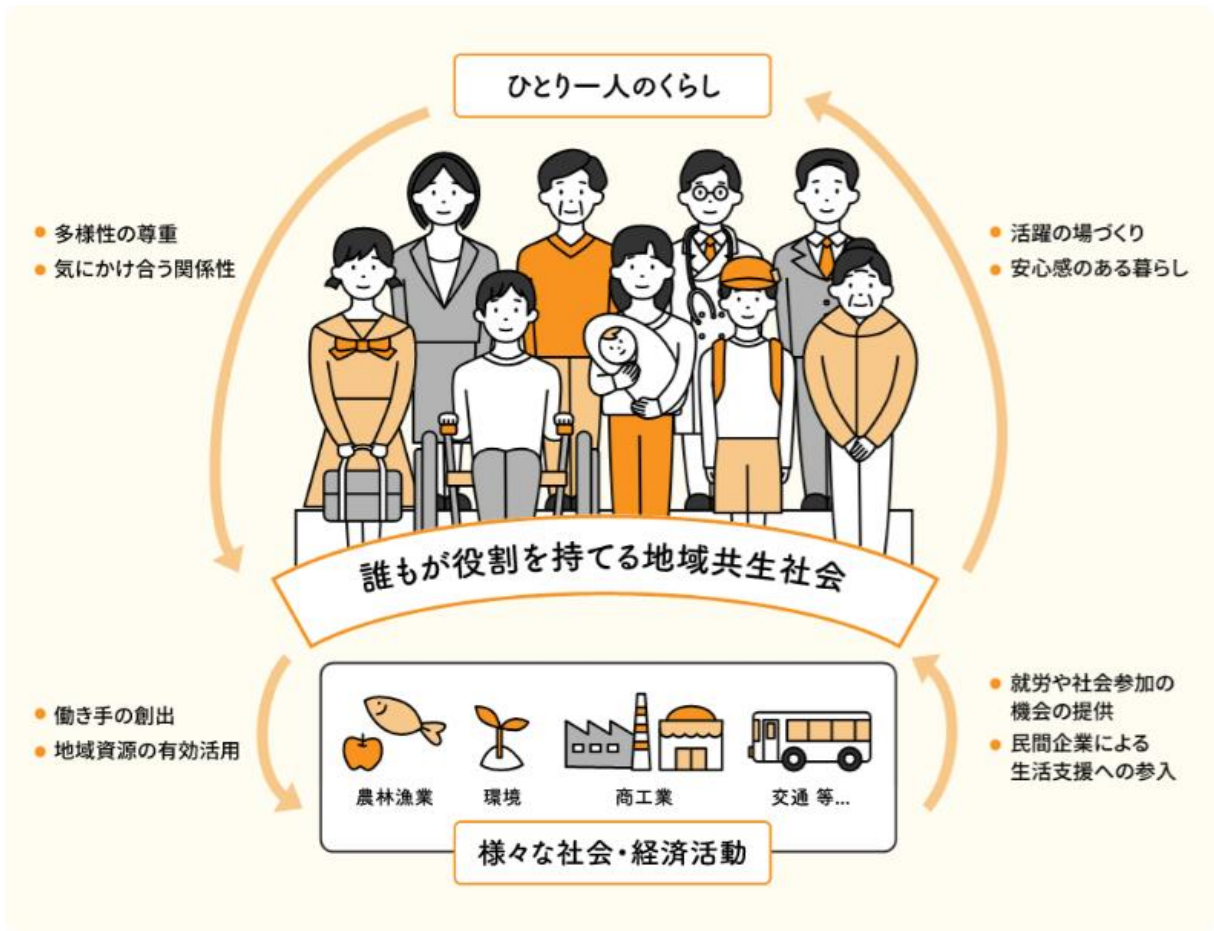 ひとり一人のくらし
多様性の尊重
気にかけ合う関係性
活躍の場づくり
安心感のある暮らし
誰もが役割を持てる地域共生社会
働き手の創出
地域資源の有効活用
就労や社会参加の
機会の提供
民間企業による
生活支援への参入
農林漁業
環境
商工業
交通 等...
様々な社会・経済活動